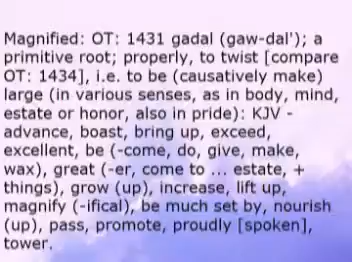 Magnified: OT: 1431 gadal (gaw-dal'); a
primitive root; properly, to twist [compare
OT: 1434], i.e. to be (causatively make)
large (in various senses, as in body, mind,
estate or honor, also in pride): KJV -
advance, boast, bring up, exceed,
excellent, be (-come, do, give, make,
wax), great (-er, come to ... estate, +
things), grow (up), increase, lift up,
magnify (-ifical), be much set by, nourish
(up), pass, promote, proudly [spoken],
tower.